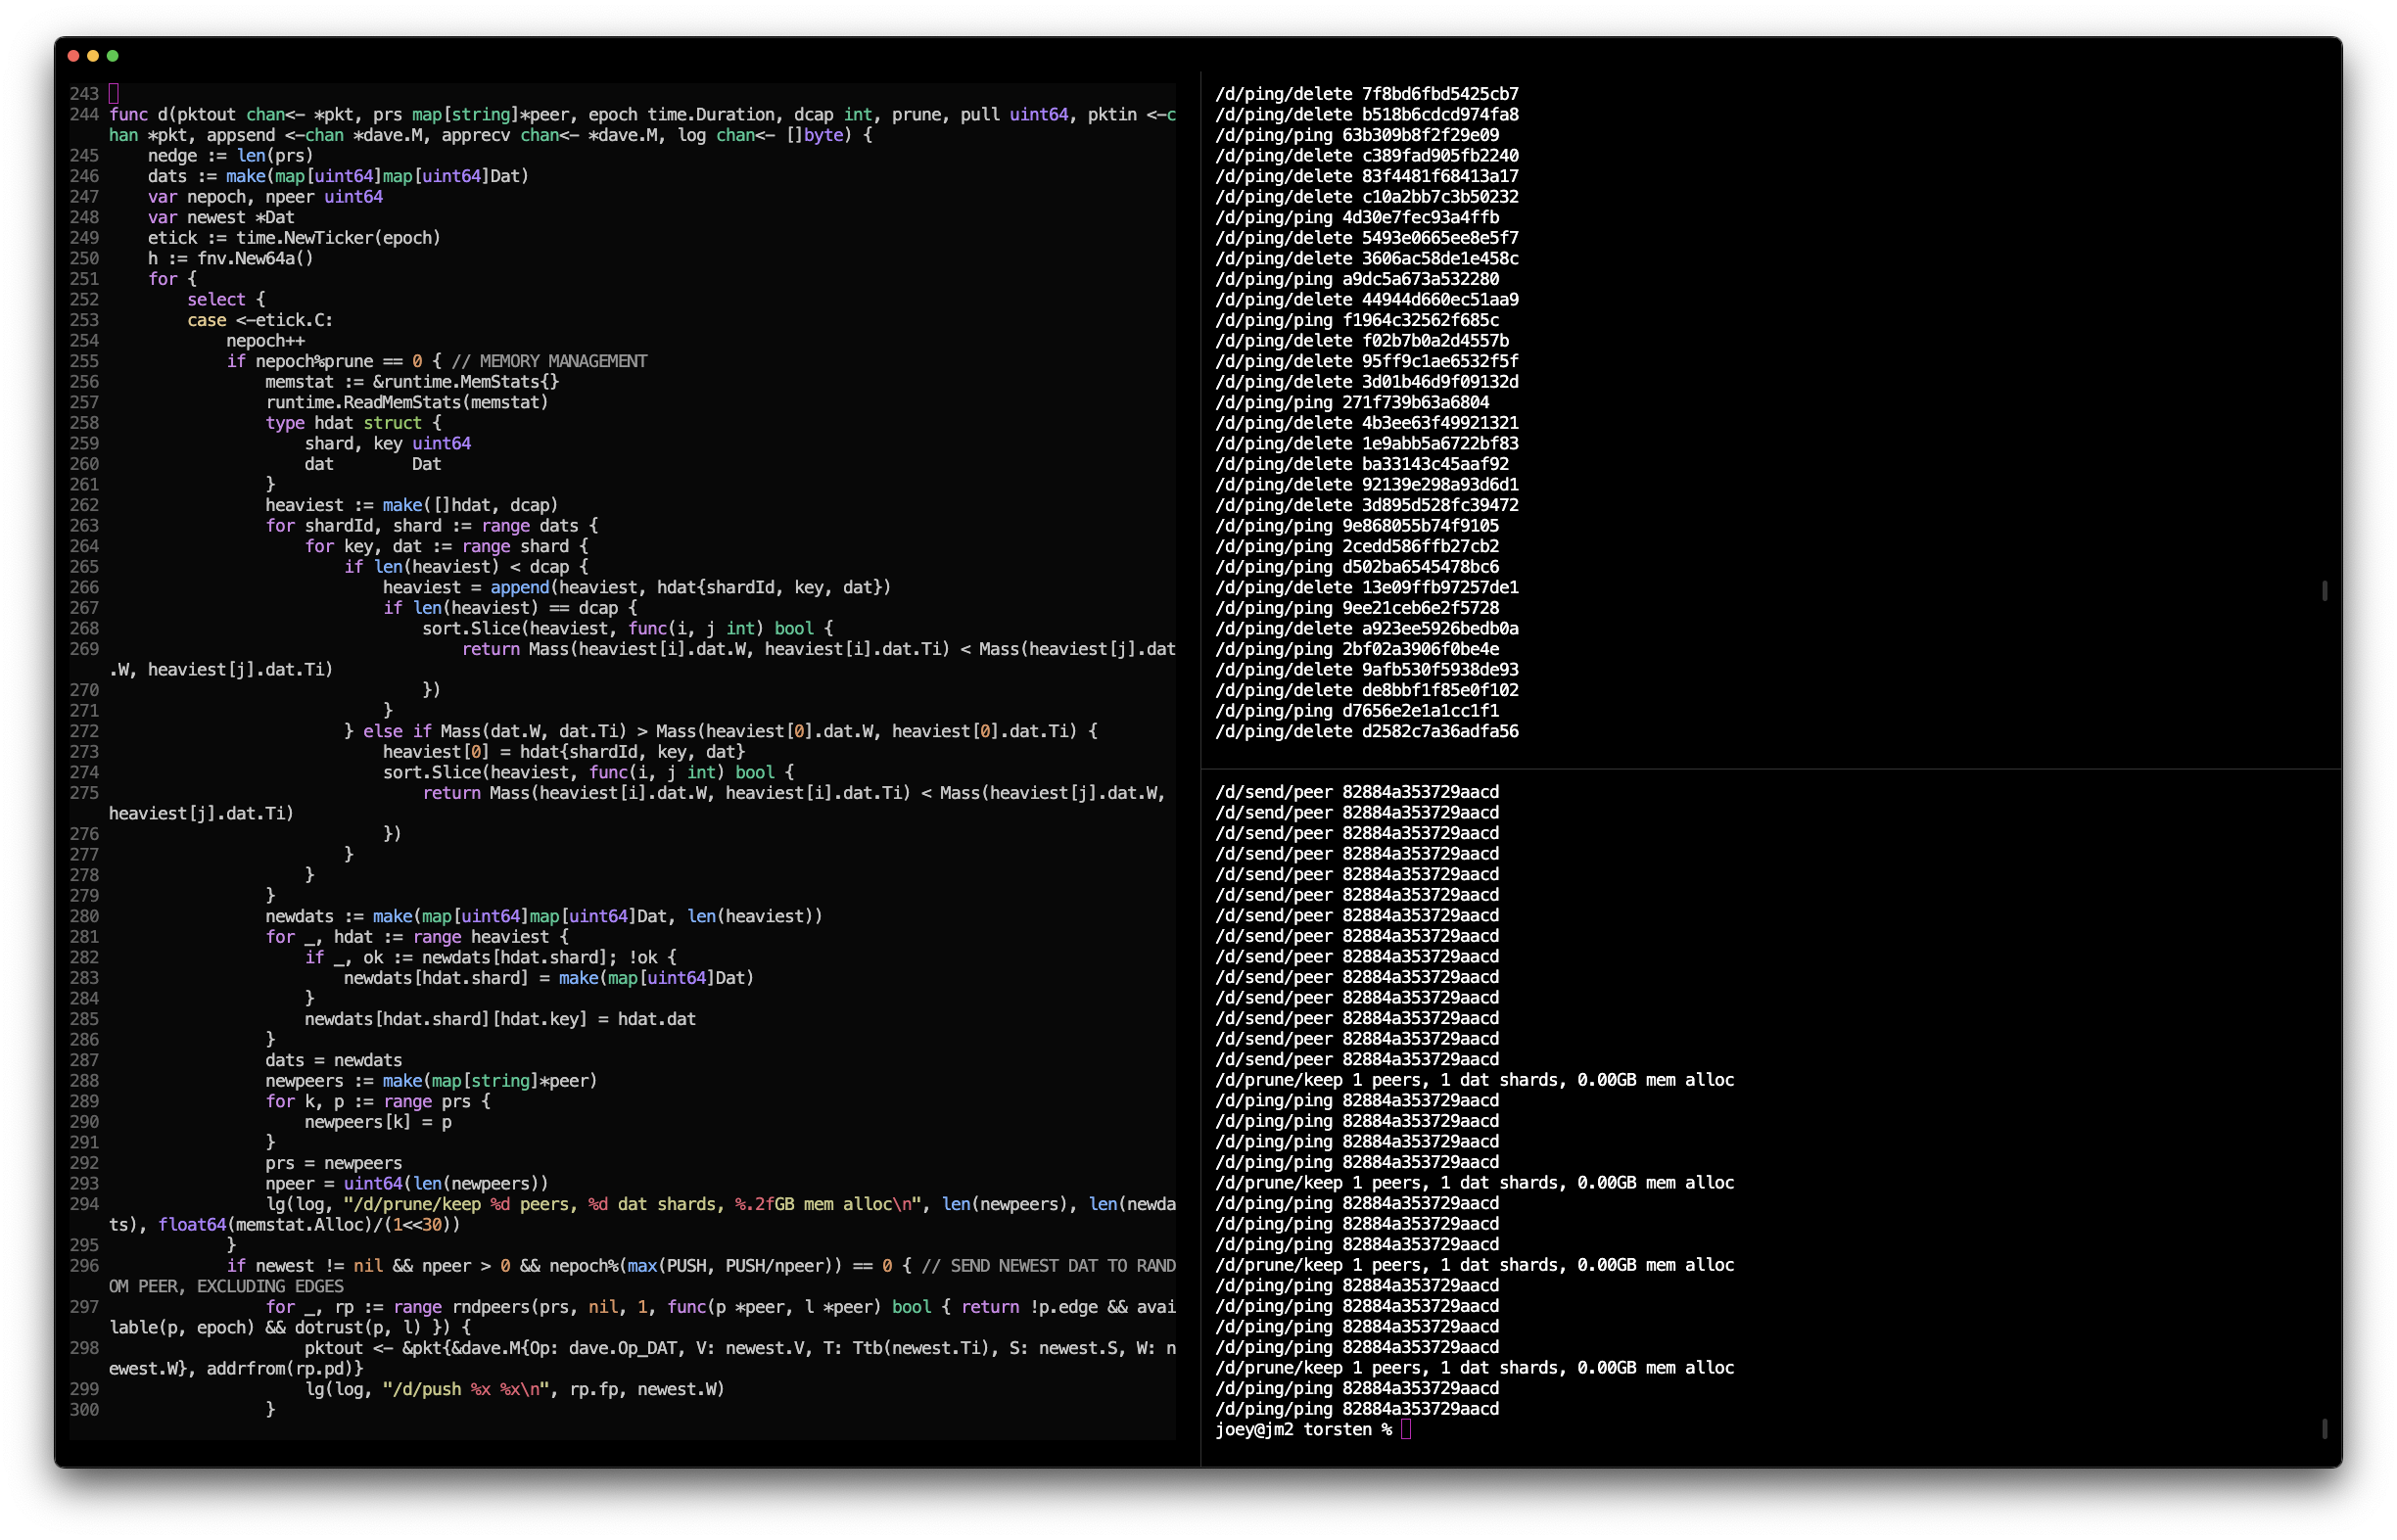 243
244 func d(pktout chan<- *pkt, prs map[string]*peer, epoch time.Duration, dcap int, prune, pull uint64, pktin <-c
han *pkt, appsend <-chan *dave.M, apprecv chan<- *dave.M, log chan<- []byte) {
245     nedge := len(prs)
246     dats := make(map[uint64]map[uint64]Dat)
247     var nepoch, npeer uint64
248     var newest *Dat
249     etick := time.NewTicker(epoch)
250     h := fnv.New64a()
251     for {
252         select {
253         case <-etick.C:
254             nepoch++
255             if nepoch%prune == 0 { // MEMORY MANAGEMENT
256                 memstat := &runtime.MemStats{}
257                 runtime.ReadMemStats(memstat)
258                 type hdat struct {
259                     shard, key uint64
260                     dat        Dat
261                 }
262                 heaviest := make([]hdat, dcap)
263                 for shardId, shard := range dats {
264                     for key, dat := range shard {
265                         if len(heaviest) < dcap {
266                             heaviest = append(heaviest, hdat{shardId, key, dat})
267                             if len(heaviest) == dcap {
268                                 sort.Slice(heaviest, func(i, j int) bool {
269                                     return Mass(heaviest[i].dat.W, heaviest[i].dat.Ti) < Mass(heaviest[j].dat
.W, heaviest[j].dat.Ti)
270                                 })
271                             }
272                         } else if Mass(dat.W, dat.Ti) > Mass(heaviest[0].dat.W, heaviest[0].dat.Ti) {
273                             heaviest[0] = hdat{shardId, key, dat}
274                             sort.Slice(heaviest, func(i, j int) bool {
275                                 return Mass(heaviest[i].dat.W, heaviest[i].dat.Ti) < Mass(heaviest[j].dat.W,
heaviest[j].dat.Ti)
276                             })
277                         }
278                     }
279                 }
280                 newdats := make(map[uint64]map[uint64]Dat, len(heaviest))
281                 for _, hdat := range heaviest {
282                     if _, ok := newdats[hdat.shard]; !ok {
283                         newdats[hdat.shard] = make(map[uint64]Dat)
284                     }
285                     newdats[hdat.shard][hdat.key] = hdat.dat
286                 }
287                 dats = newdats
288                 newpeers := make(map[string]*peer)
289                 for k, p := range prs {
290                     newpeers[k] = p
291                 }
292                 prs = newpeers
293                 npeer = uint64(len(newpeers))
294                 lg(log, "/d/prune/keep %d peers, %d dat shards, %.2fGB mem alloc\n", len(newpeers), len(newda
ts), float64(memstat.Alloc)/(1<<30))
295             }
296             if newest != nil && npeer > 0 && nepoch%(max(PUSH, PUSH/npeer)) == 0 { // SEND NEWEST DAT TO RAND
OM PEER, EXCLUDING EDGES
297                 for _, rp := range rndpeers(prs, nil, 1, func(p *peer, l *peer) bool { return !p.edge && avai
lable(p, epoch) && dotrust(p, l) }) {
298                     pktout <- &pkt{&dave.M{Op: dave.Op_DAT, V: newest.V, T: Ttb(newest.Ti), S: newest.S, W: n
ewest.W}, addrfrom(rp.pd)}
299                     lg(log, "/d/push %x %x\n", rp.fp, newest.W)
300                 }
/d/ping/delete 7f8bd6fbd5425cb7
/d/ping/delete b518b6cdcd974fa8
/d/ping/ping 63b309b8f2f29e09
/d/ping/delete c389fad905fb2240
/d/ping/delete 83f4481f68413a17
/d/ping/delete c10a2bb7c3b50232
/d/ping/ping 4d30e7fec93a4ffb
/d/ping/delete 5493e0665ee8e5f7
/d/ping/delete 3606ac58de1e458c
/d/ping/ping a9dc5a673a532280
/d/ping/delete 44944d660ec51aa9
/d/ping/ping f1964c32562f685c
/d/ping/delete f02b7b0a2d4557b
/d/ping/delete 95ff9c1ae6532f5f
/d/ping/delete 3d01b46d9f09132d
/d/ping/ping 271f739b63a6804
/d/ping/delete 4b3ee63f49921321
/d/ping/delete 1e9abb5a6722bf83
/d/ping/delete ba33143c45aaf92
/d/ping/delete 92139e298a93d6d1
/d/ping/delete 3d895d528fc39472
/d/ping/ping 9e868055b74f9105
/d/ping/ping 2cedd586ffb27cb2
/d/ping/ping d502ba6545478bc6
/d/ping/delete 13e09ffb97257de1
/d/ping/ping 9ee21ceb6e2f5728
/d/ping/delete a923ee5926bedb0a
/d/ping/ping 2bf02a3906f0be4e
/d/ping/delete 9afb530f5938de93
/d/ping/delete de8bbf1f85e0f102
/d/ping/ping d7656e2e1a1cc1f1
/d/ping/delete d2582c7a36adfa56
/d/send/peer 82884a353729aacd
/d/send/peer 82884a353729aacd
/d/send/peer 82884a353729aacd
/d/send/peer 82884a353729aacd
/d/send/peer 82884a353729aacd
/d/send/peer 82884a353729aacd
/d/send/peer 82884a353729aacd
/d/send/peer 82884a353729aacd
/d/send/peer 82884a353729aacd
/d/send/peer 82884a353729aacd
/d/send/peer 82884a353729aacd
/d/send/peer 82884a353729aacd
/d/send/peer 82884a353729aacd
/d/send/peer 82884a353729aacd
/d/prune/keep 1 peers, 1 dat shards, 0.00GB mem alloc
/d/ping/ping 82884a353729aacd
/d/ping/ping 82884a353729aacd
/d/ping/ping 82884a353729aacd
/d/ping/ping 82884a353729aacd
/d/prune/keep 1 peers, 1 dat shards, 0.00GB mem alloc
/d/ping/ping 82884a353729aacd
/d/ping/ping 82884a353729aacd
/d/ping/ping 82884a353729aacd
/d/prune/keep 1 peers, 1 dat shards, 0.00GB mem alloc
/d/ping/ping 82884a353729aacd
/d/ping/ping 82884a353729aacd
/d/ping/ping 82884a353729aacd
/d/ping/ping 82884a353729aacd
/d/prune/keep 1 peers, 1 dat shards, 0.00GB mem alloc
/d/ping/ping 82884a353729aacd
/d/ping/ping 82884a353729aacd
joey@jm2 torsten %